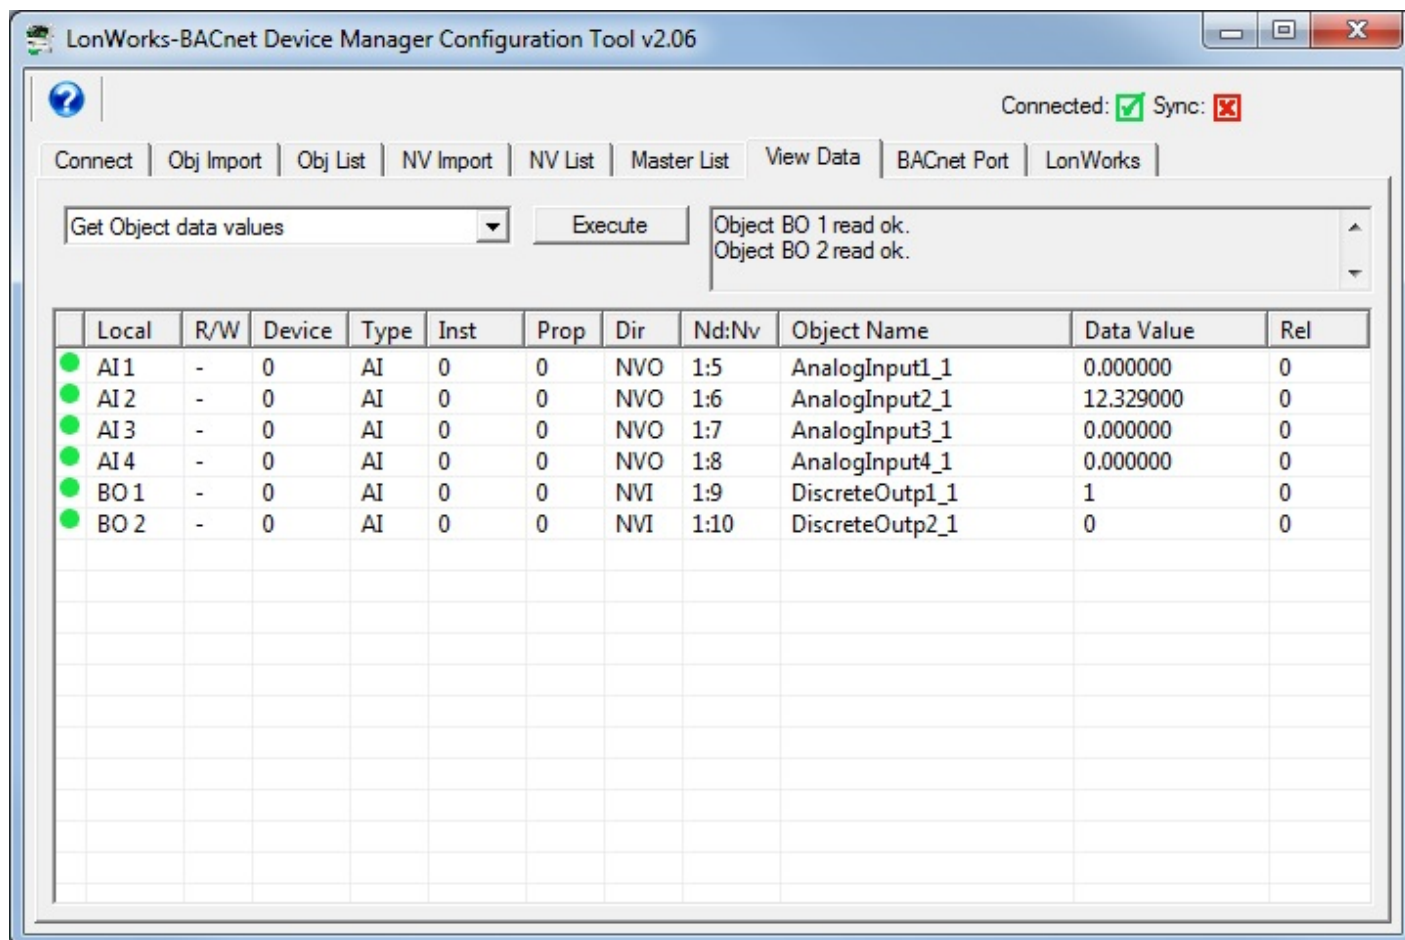 LonWorks-BACnet Device Manager Configuration Tool v2.06
Connected: Sync:
Connect Obj Import Obj List NV Import NV List Master List View Data BACnet Port LonWorks
Get Object data values Execute
Object BO 1 read ok.
Object BO 2 read ok.
Local R/W Device Type Inst Prop Dir Nd:Nv Object Name Data Value Rel
AI 1 - 0 AI 0 0 NVO 1:5 AnalogInput1_1 0.000000 0
AI 2 - 0 AI 0 0 NVO 1:6 AnalogInput2_1 12.329000 0
AI 3 - 0 AI 0 0 NVO 1:7 AnalogInput3_1 0.000000 0
AI 4 - 0 AI 0 0 NVO 1:8 AnalogInput4_1 0.000000 0
BO 1 - 0 AI 0 0 NVI 1:9 DiscreteOutp1_1 1 0
BO 2 - 0 AI 0 0 NVI 1:10 DiscreteOutp2_1 0 0